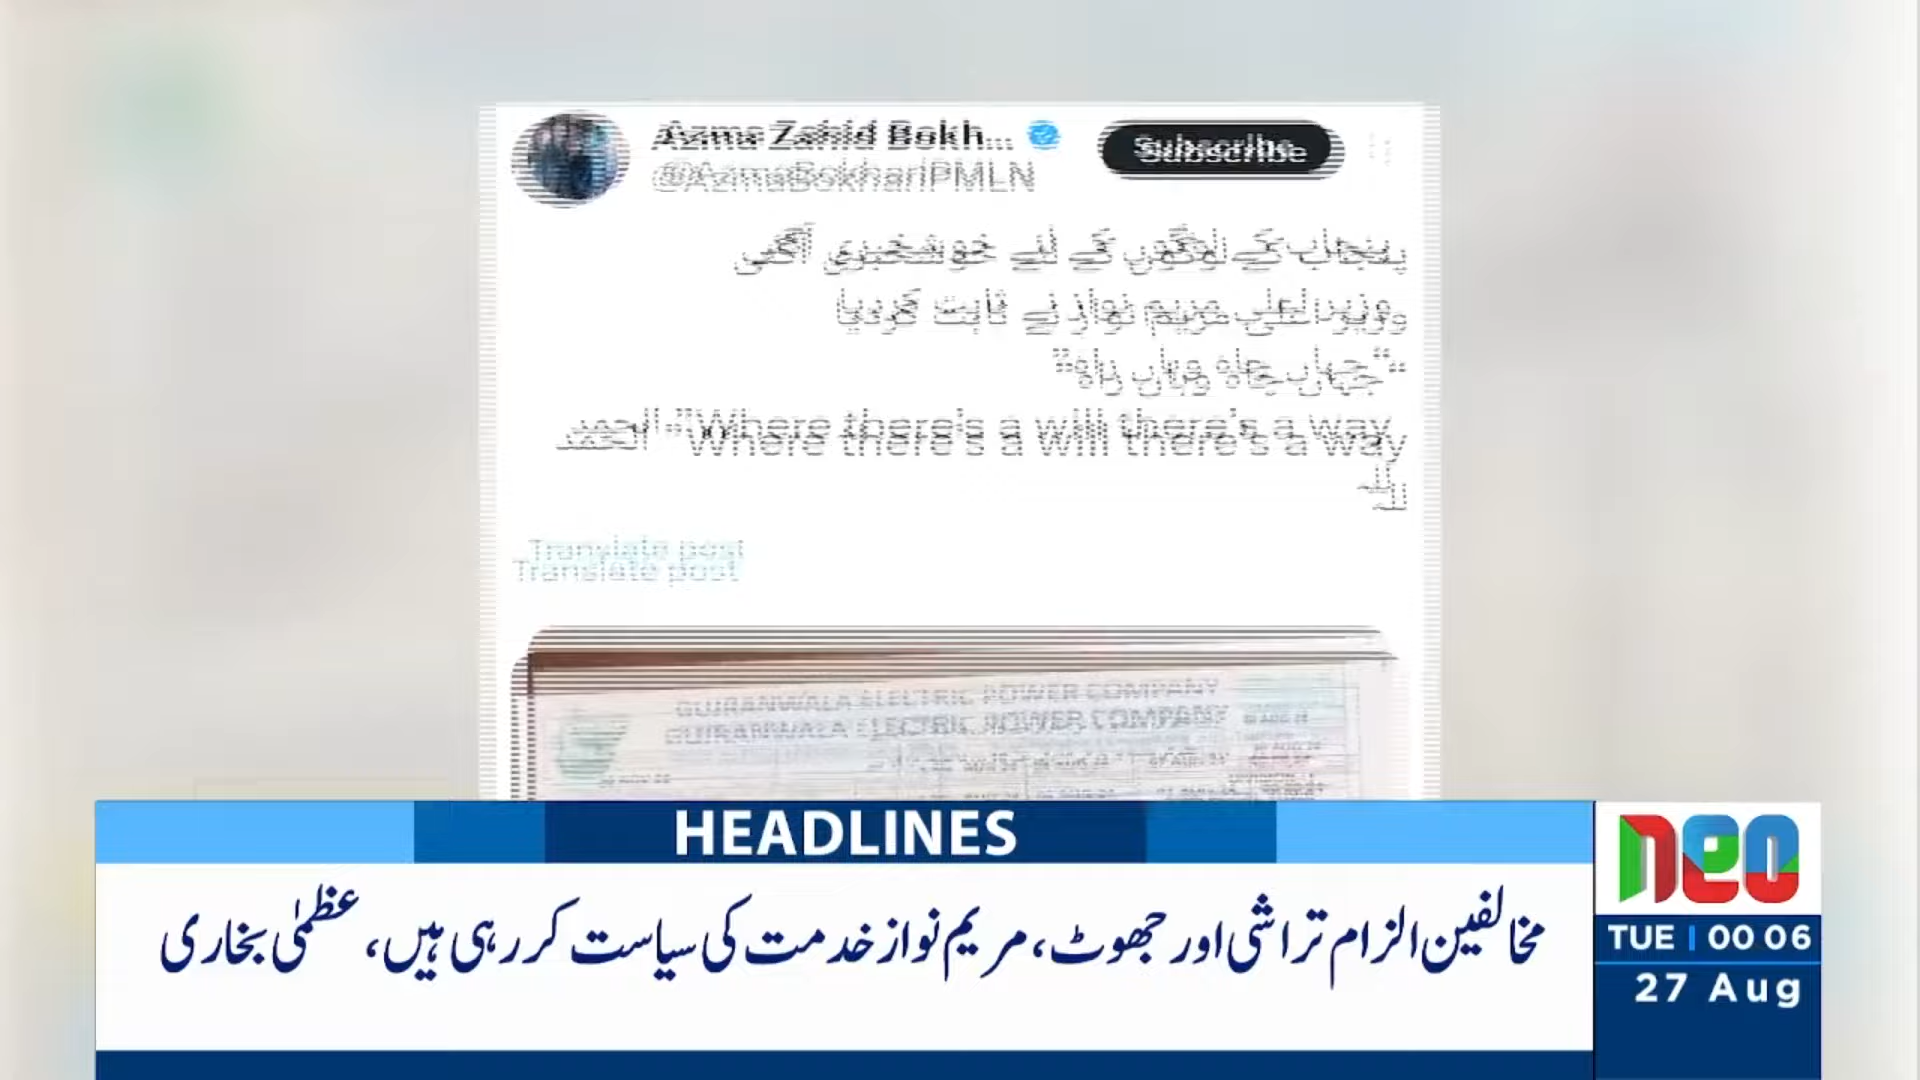 Azma Zahid Bokh...
Subscribe
@AzmaBokhariPMLN
پنجاب کے لوگوں کے لئے خوشخبری آگئی
وزیراعلی مریم نواز نے ثابت کردیا
“جہاں چاہ وہاں راہ”
"Where there's a will there's a way" الحمد
للہ
Translate post
GUJRANWALA ELECTRIC POWER COMPANY
HEADLINES
مخالفین الزام تراشی اور جھوٹ، مریم نواز خدمت کی سیاست کر رہی ہیں، عظمیٰ بخاری
neo
TUE | 00 06
27 Aug